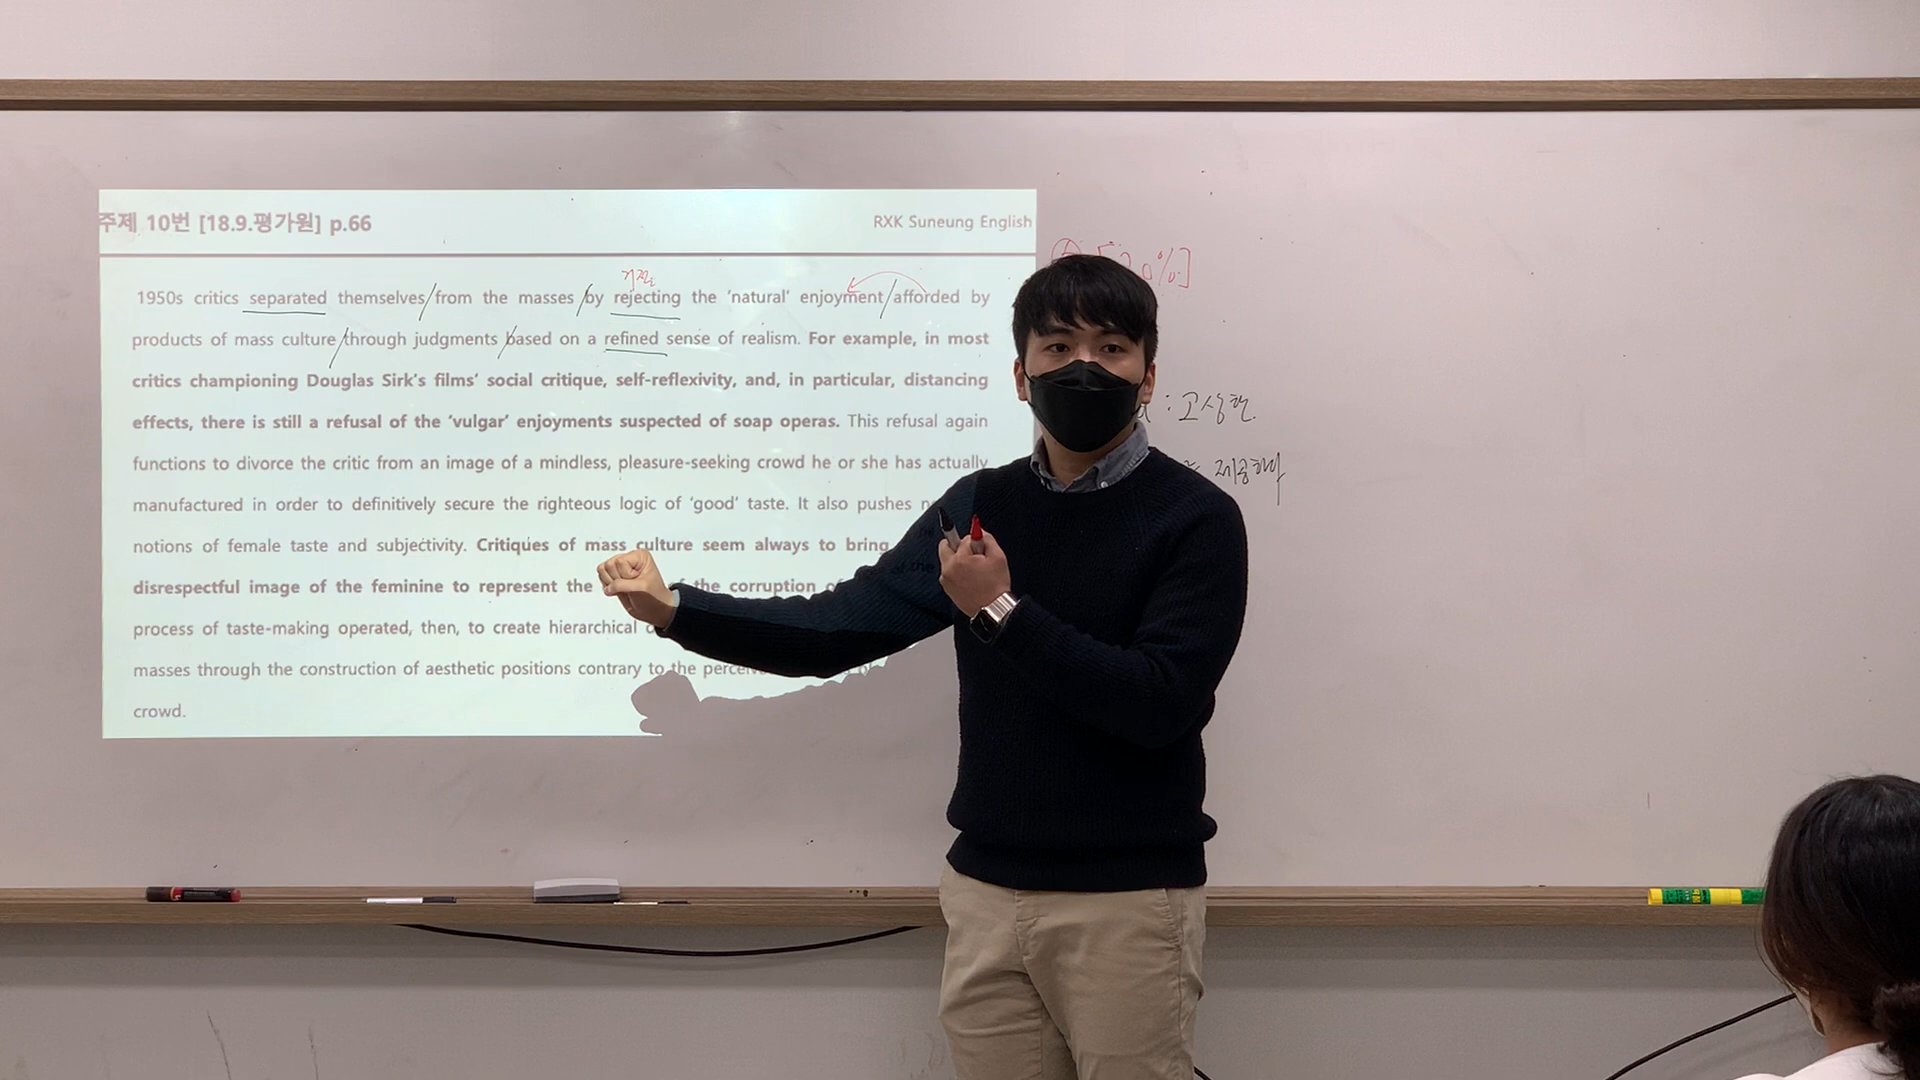 주제 10번 [18.9.평가원] p.66
RXK Suneung English
20%]
거절
1950s critics separated themselves from the masses by rejecting the 'natural' enjoyment afforded by
products of mass culture through judgments based on a refined sense of realism. For example, in most
critics championing Douglas Sirk's films' social critique, self-reflexivity, and, in particular, distancing
effects, there is still a refusal of the 'vulgar' enjoyments suspected of soap operas. This refusal again
: 고상한
functions to divorce the critic from an image of a mindless, pleasure-seeking crowd he or she has actually
제공하다
manufactured in order to definitively secure the righteous logic of 'good' taste. It also pushes
notions of female taste and subjectivity. Critiques of mass culture seem always to bring
disrespectful image of the feminine to represent the of the corruption
process of taste-making operated, then, to create hierarchical
masses through the construction of aesthetic positions contrary to the
crowd.